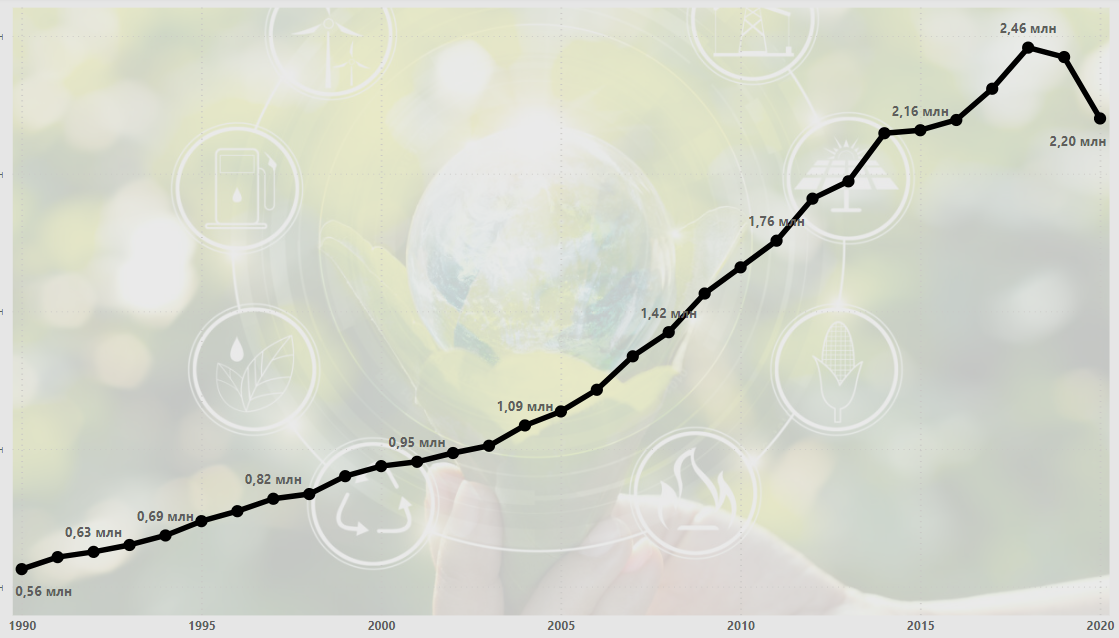 2,46 млн
2,16 млн
2,20 млн
1,76 млн
1,42 млн
1,09 млн
0,95 млн
0,82 млн
0,69 млн
0,63 млн
0,56 млн
1990 1995 2000 2005 2010 2015 2020